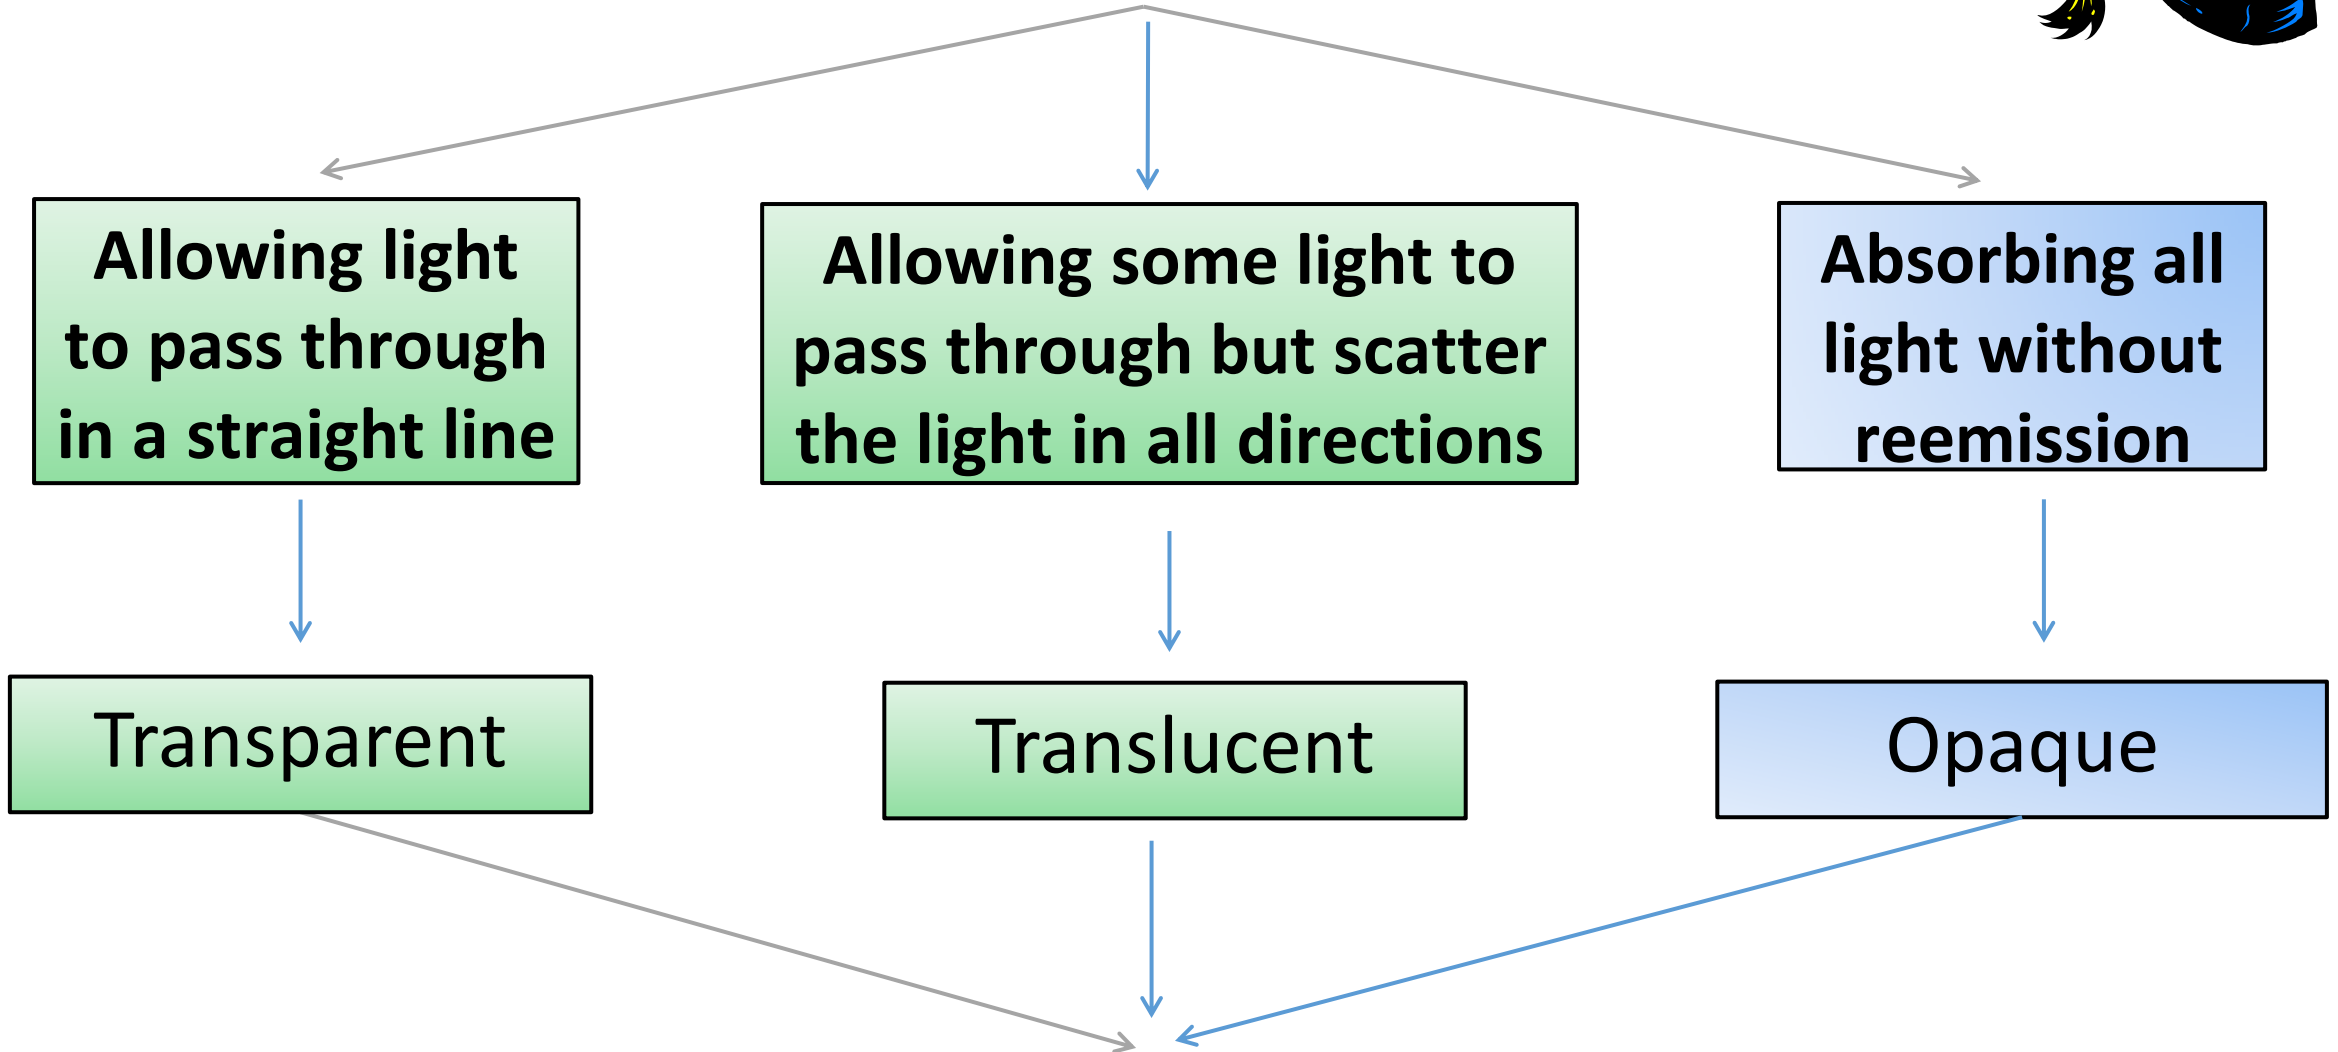 Allowing light
to pass through
in a straight line
Allowing some light to
pass through but scatter
the light in all directions
Absorbing all
light without
reemission
Transparent
Translucent
Opaque